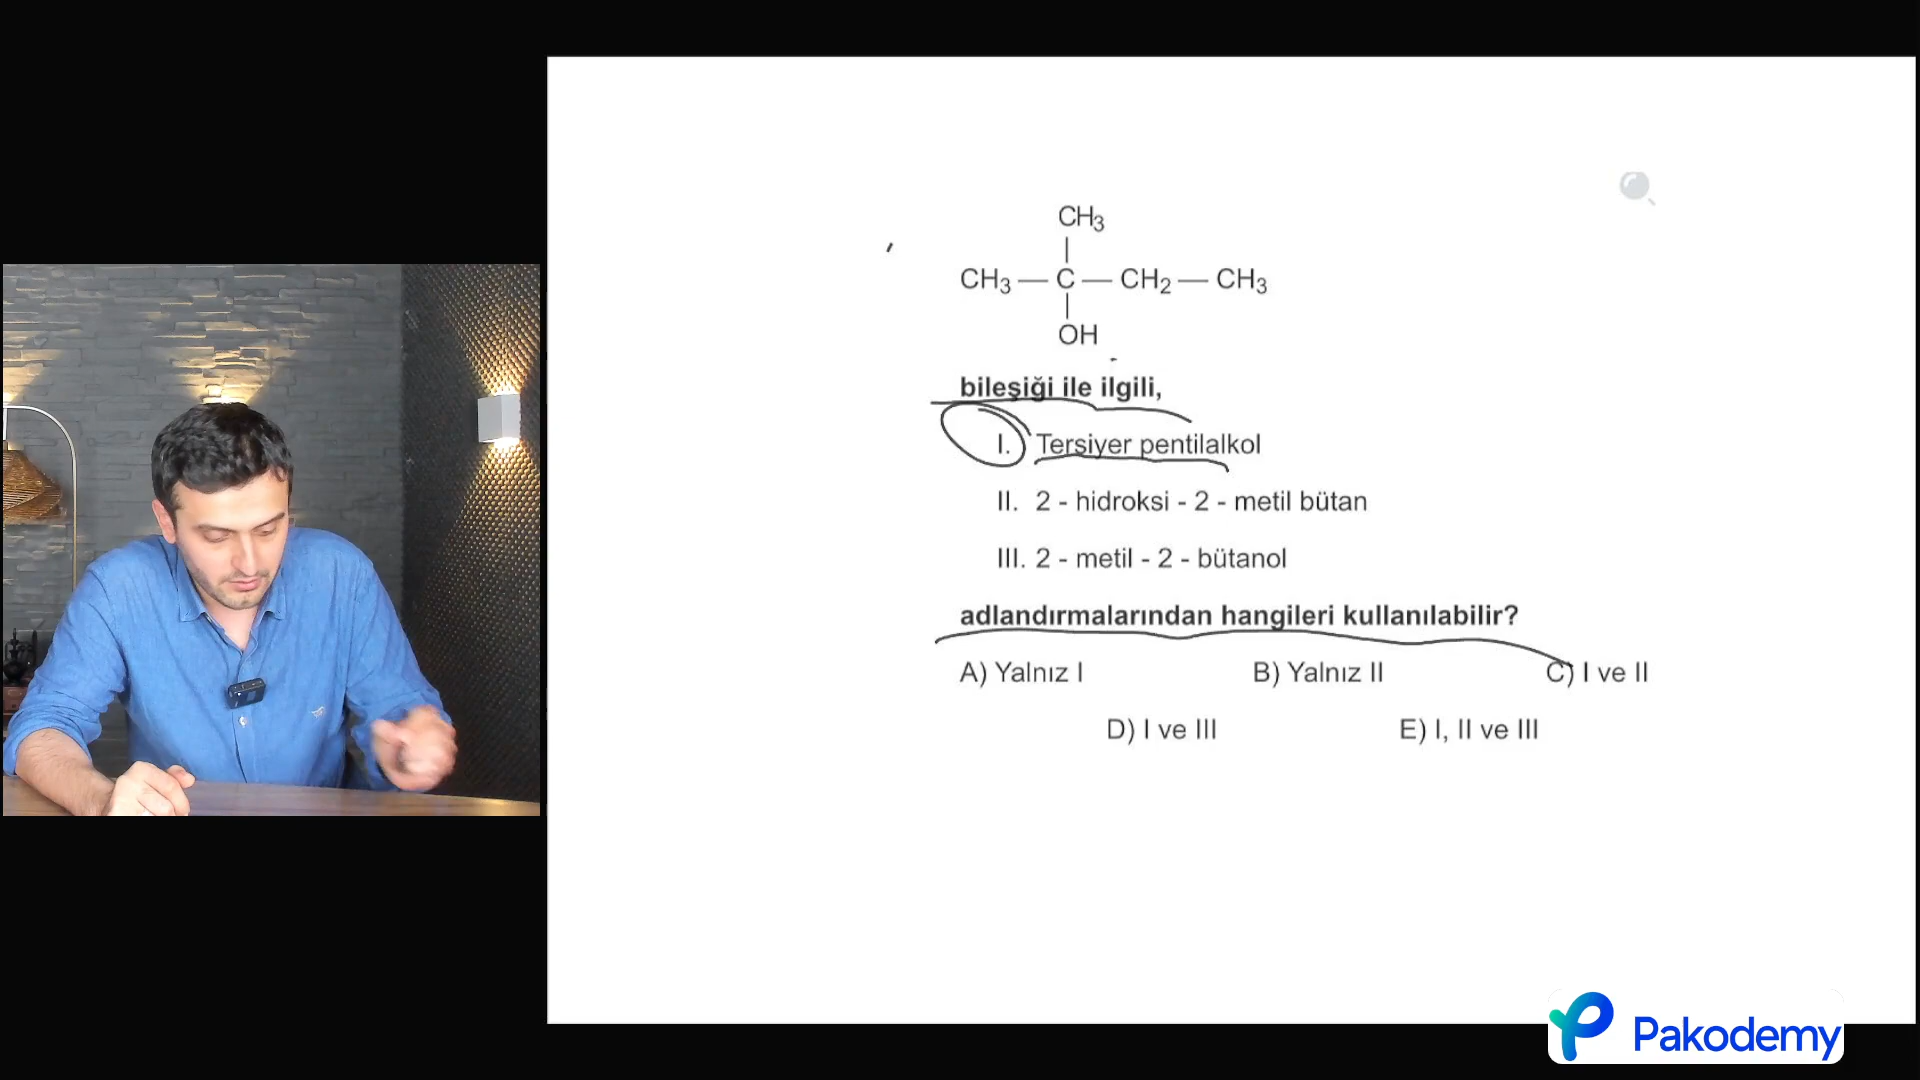 CH₃
|
CH₃ — C — CH₂ — CH₃
|
OH
bileşiği ile ilgili,
I. Tersiyer pentilalkol
II. 2 - hidroksi - 2 - metil bütan
III. 2 - metil - 2 - bütanol
adlandırmalarından hangileri kullanılabilir?
A) Yalnız I B) Yalnız II C) I ve II
D) I ve III E) I, II ve III
Pakodemy